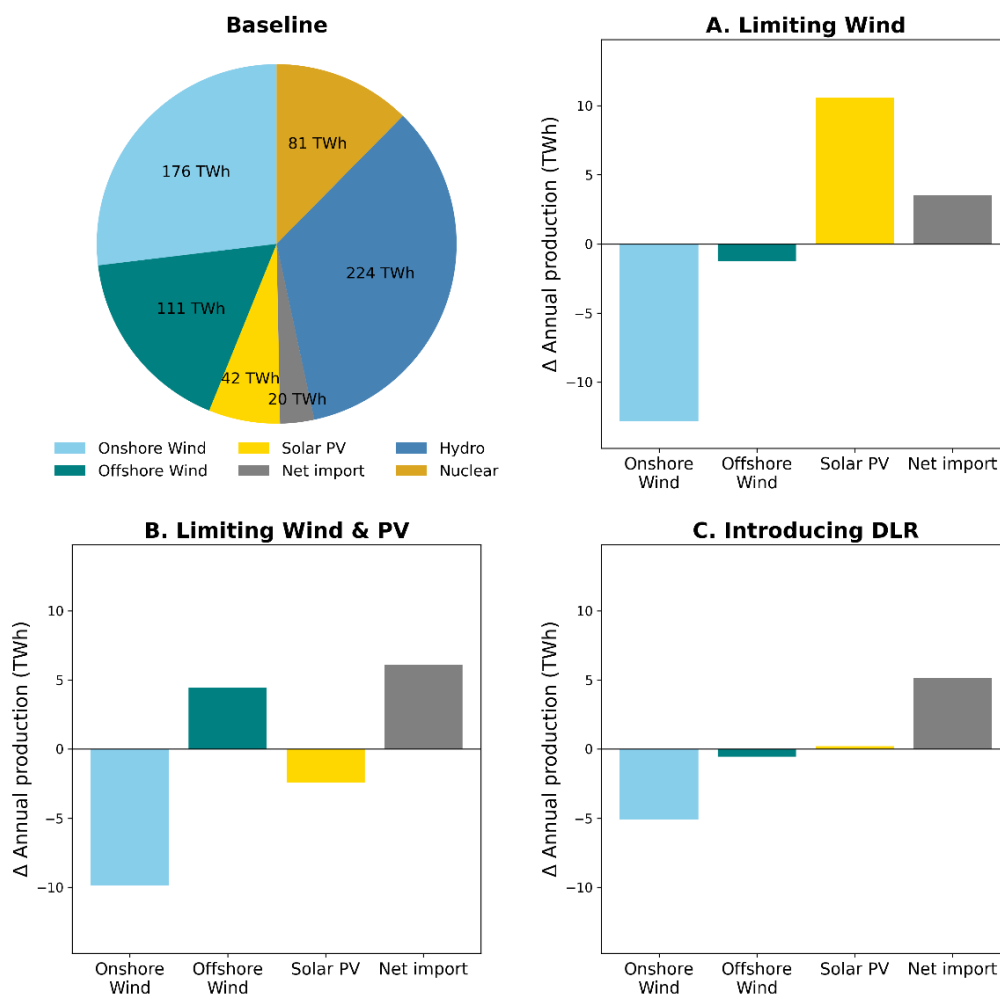 Baseline
81 TWh
176 TWh
224 TWh
111 TWh
42 TWh
20 TWh
Onshore Wind
Solar PV
Hydro
Offshore Wind
Net import
Nuclear
A. Limiting Wind
Δ Annual production (TWh)
10
5
0
−5
−10
Onshore
Wind
Offshore
Wind
Solar PV
Net import
B. Limiting Wind & PV
Δ Annual production (TWh)
10
5
0
−5
−10
Onshore
Wind
Offshore
Wind
Solar PV
Net import
C. Introducing DLR
Δ Annual production (TWh)
10
5
0
−5
−10
Onshore
Wind
Offshore
Wind
Solar PV
Net import